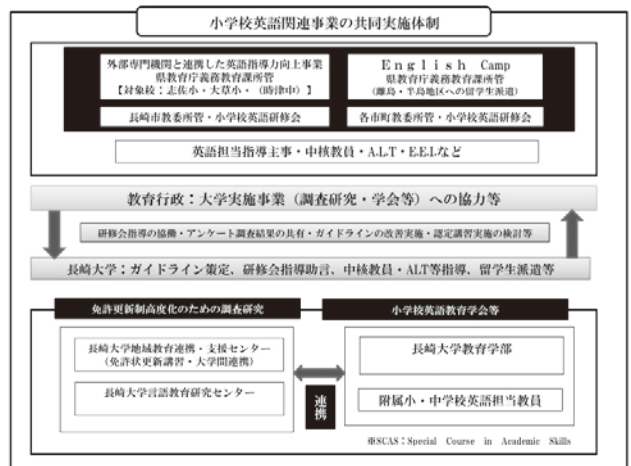 小学校英語関連事業の共同実施体制
外部専門機関と連携した英語指導力向上事業
県教育庁義務教育課所管
【対象校：志佐小・大草小・（時津中）】
English Camp
県教育庁義務教育課所管
（離島・半島地区への留学生派遣）
長崎市教委所管・小学校英語研修会
各市町教委所管・小学校英語研修会
英語担当指導主事・中核教員・A.L.T・E.E.Iなど
教育行政：大学実施事業（調査研究・学会等）への協力等
研修会指導の協働・アンケート調査結果の共有・ガイドラインの改善実施・認定講習実施の検討等
長崎大学：ガイドライン策定、研修会指導助言、中核教員・ALT等指導、留学生派遣等
免許更新制高度化のための調査研究
小学校英語教育学会等
長崎大学地域教育連携・支援センター
（免許状更新講習・大学間連携）
長崎大学言語教育研究センター
連携
長崎大学教育学部
附属小・中学校英語担当教員
※SCAS：Special Course in Academic Skills